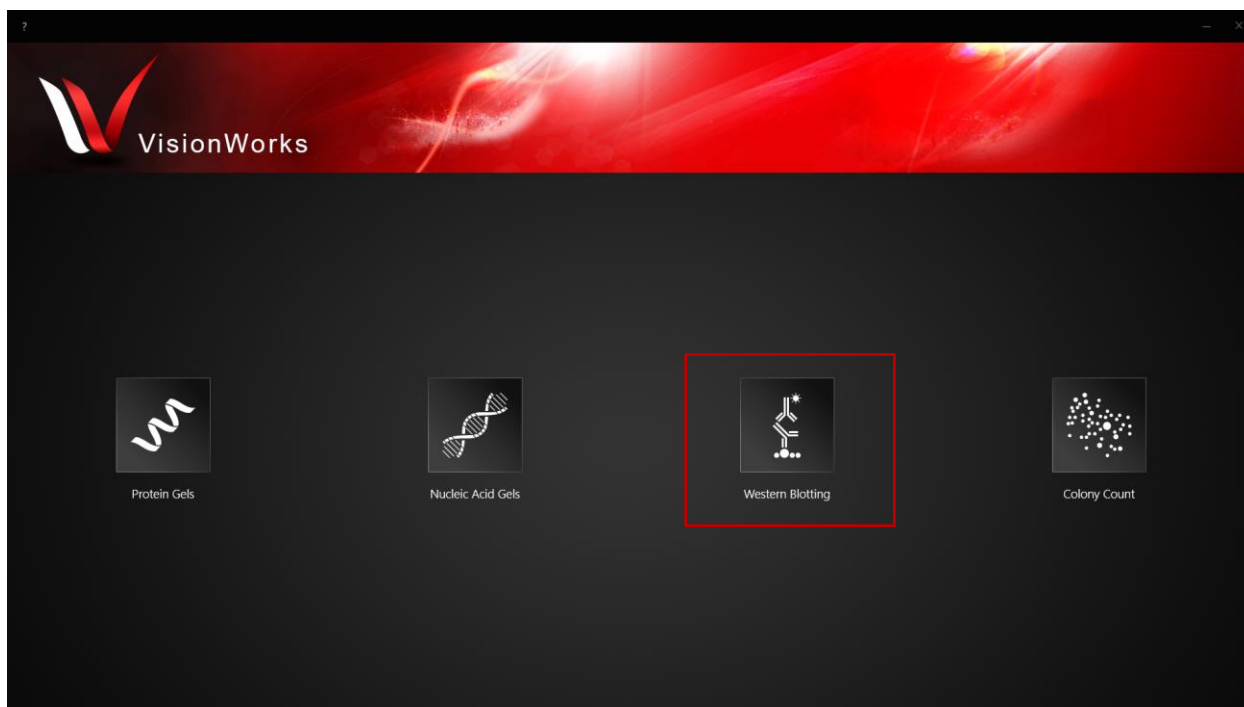 ?
VisionWorks
Protein Gels
Nucleic Acid Gels
Western Blotting
Colony Count